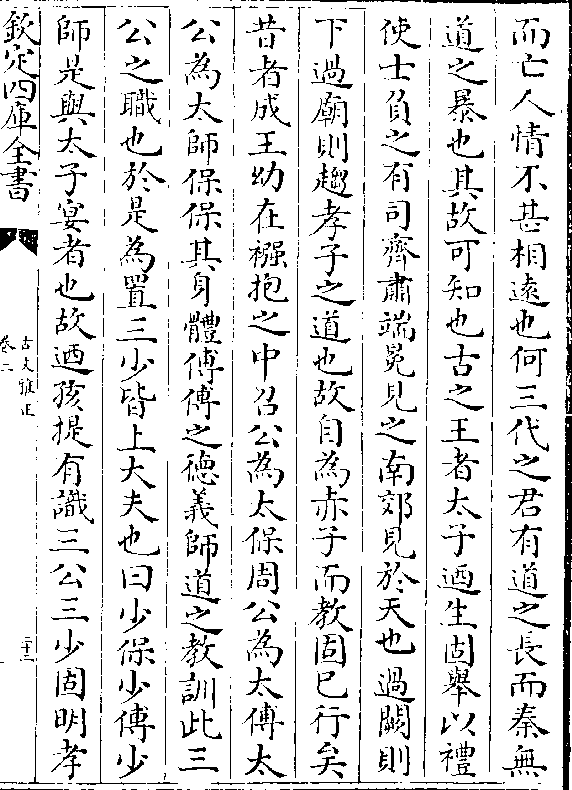 而亡人情不甚相逺也何三代之君有道之長而秦無
道之暴也其故可知也古之王者太子迺生固舉以禮
使士負之有司齊肅端冕見之南郊見於天也過闕則
下過廟則趨孝子之道也故自為赤子而教固已行矣
昔者成王幼在襁抱之中召公為太保周公為太傅太
公為太師保保其身體傅傅之徳義師道之教訓此三
公之職也於是為置三少皆上大夫也曰少保少傅少
師是與太子宴者也故迺孩提有識三公三少固明孝
欽定四庫全書
古文雅正
卷二
二十三